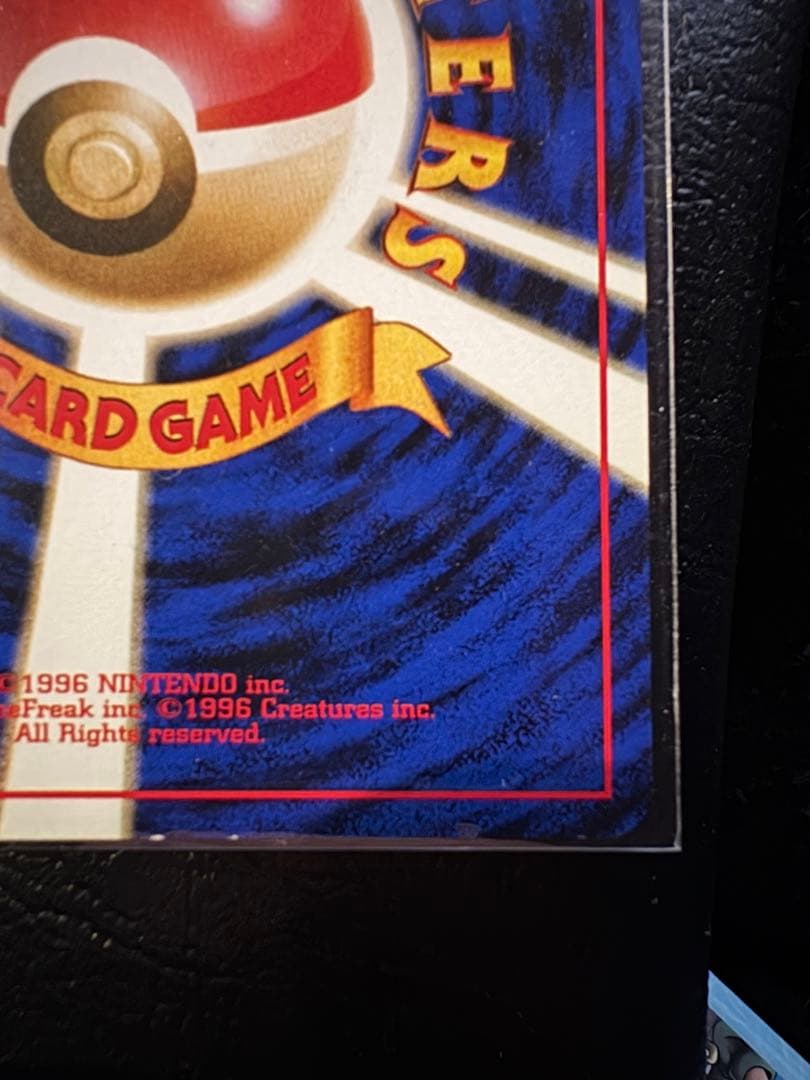 ERS
CARD GAME
©1996 NINTENDO inc.
eFreak inc. ©1996 Creatures inc.
All Rights reserved.